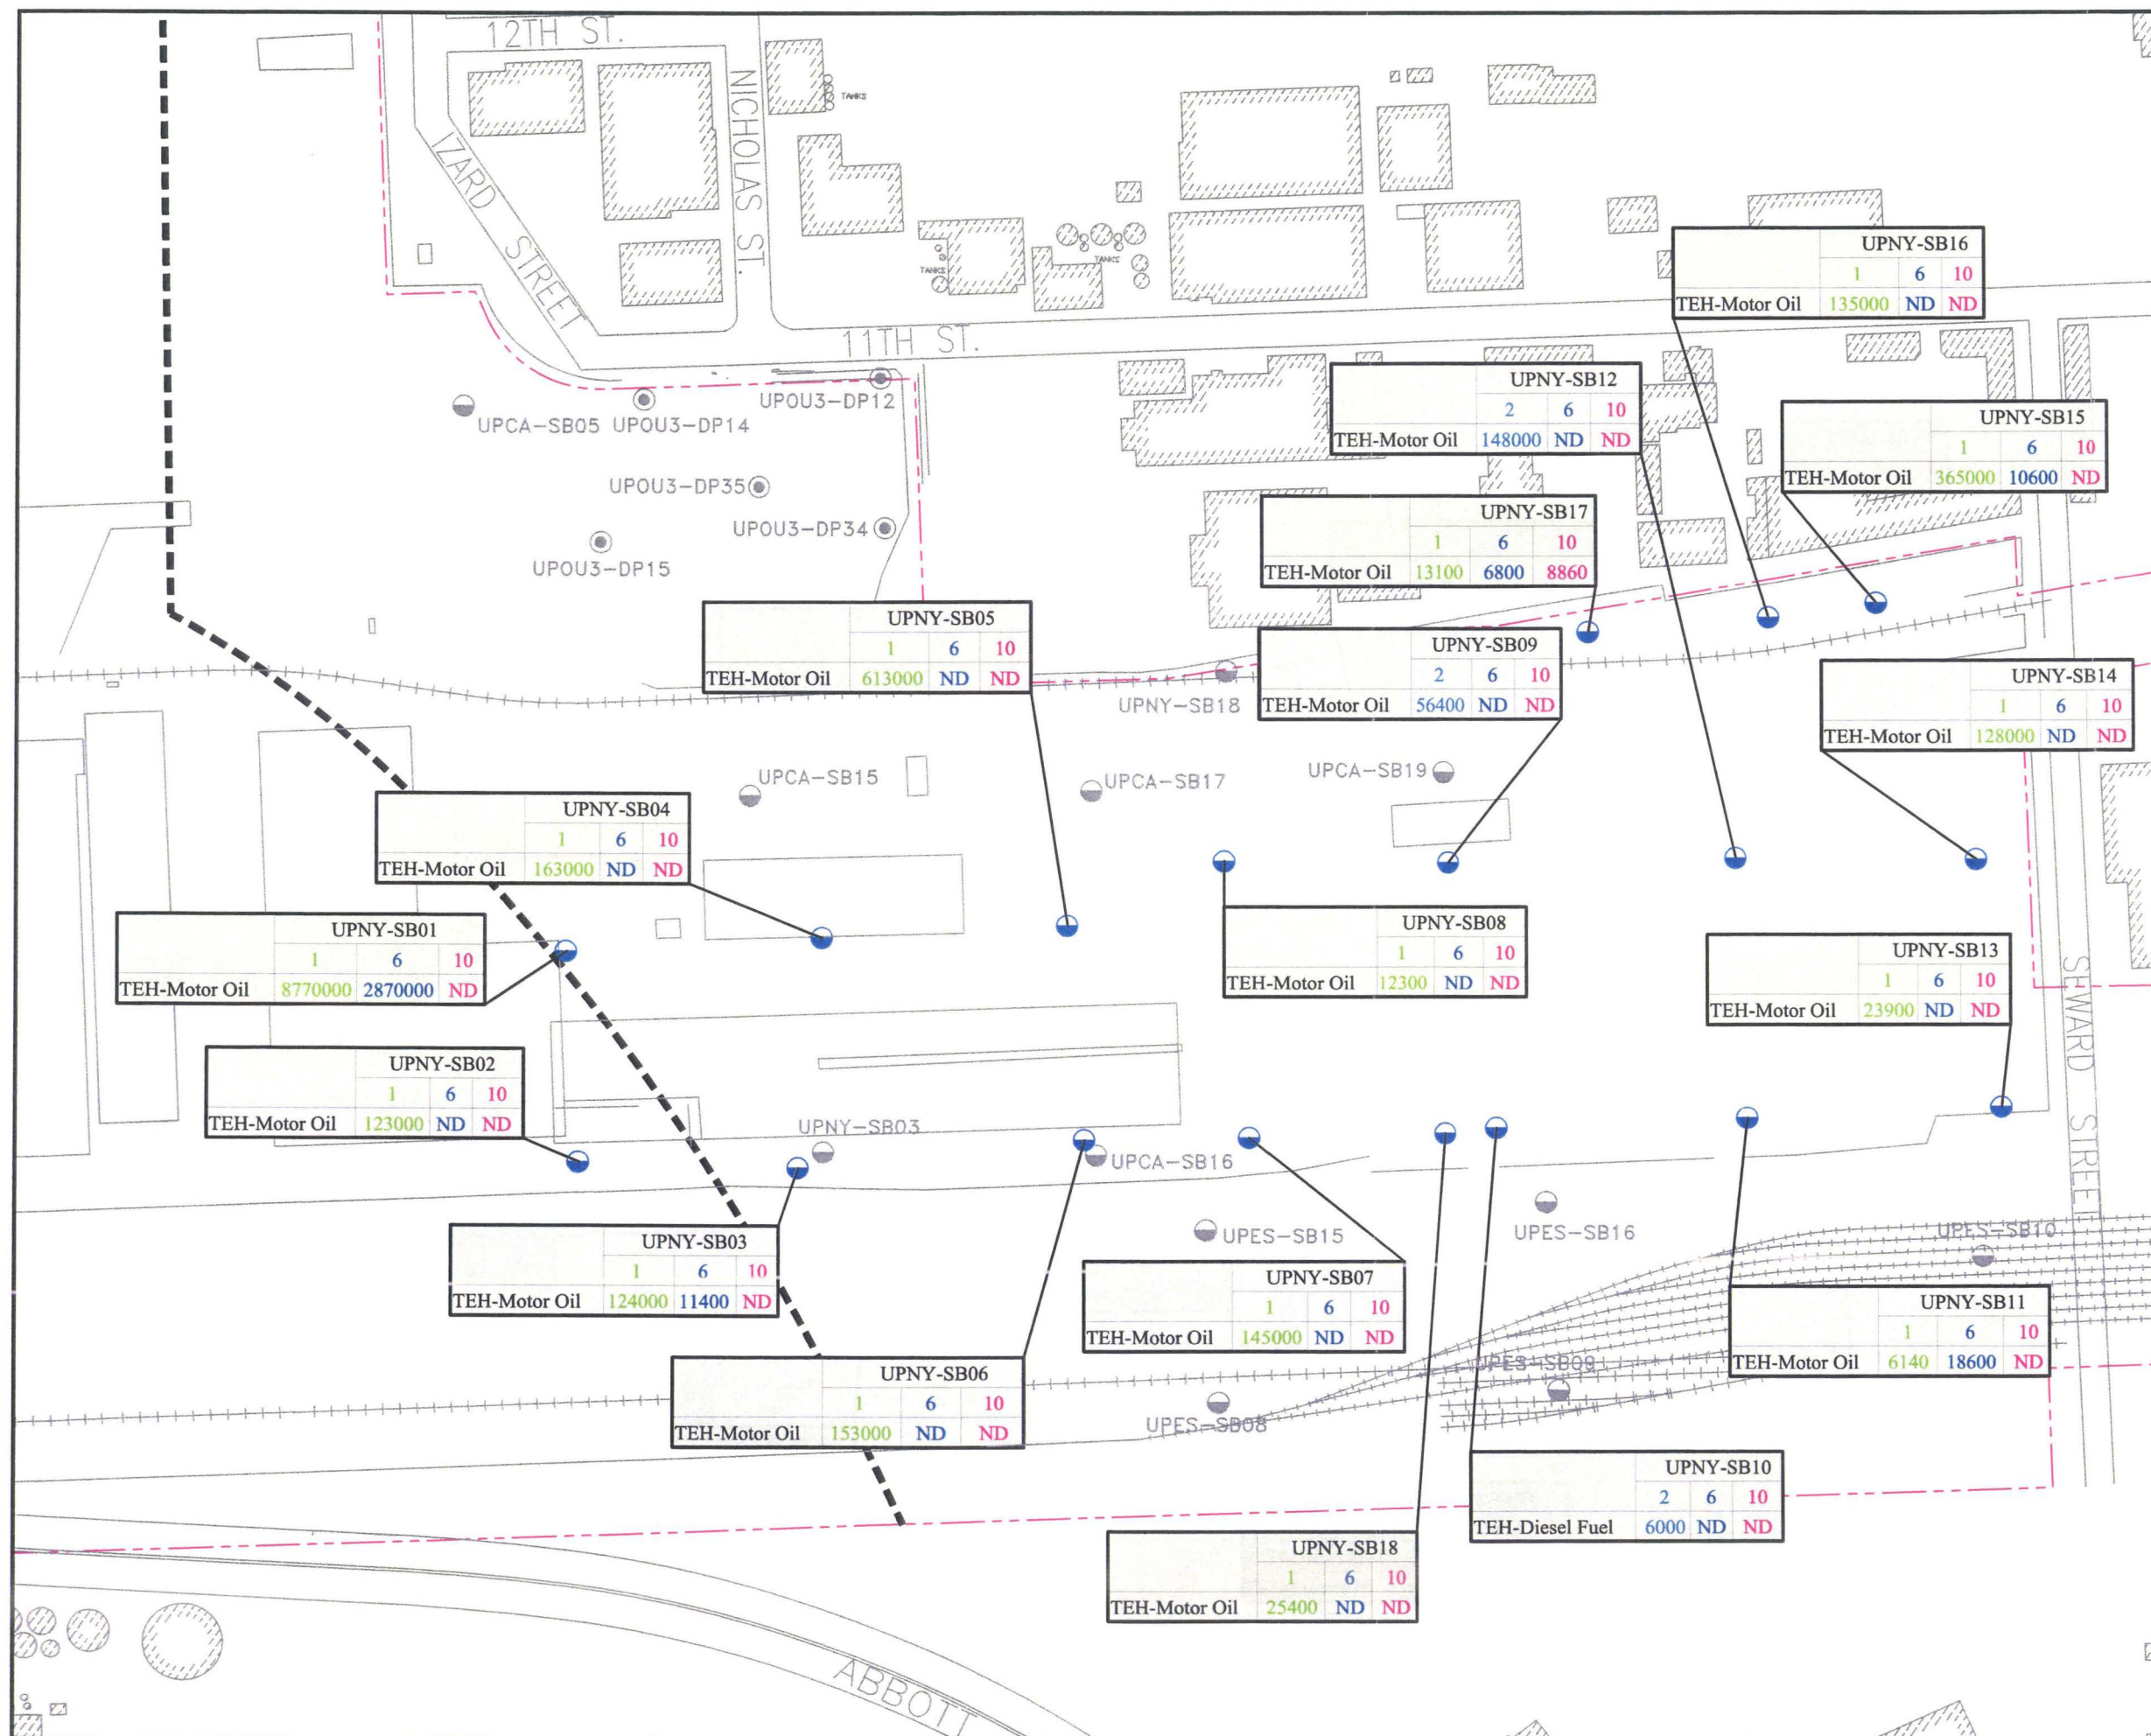 12TH ST.
NICHOLAS ST.
IZARD STREET
TANKS
TANKS
TANKS
11TH ST.
UPNY-SB16
1 6 10
TEH-Motor Oil 135000 ND ND
UPOU3-DP12
UPCA-SB05 UPOU3-DP14
UPNY-SB12
2 6 10
TEH-Motor Oil 148000 ND ND
UPNY-SB15
1 6 10
TEH-Motor Oil 365000 10600 ND
UPOU3-DP35
UPOU3-DP34
UPOU3-DP15
UPNY-SB17
1 6 10
TEH-Motor Oil 13100 6800 8860
UPNY-SB05
1 6 10
TEH-Motor Oil 613000 ND ND
UPNY-SB18
UPNY-SB09
2 6 10
TEH-Motor Oil 56400 ND ND
UPNY-SB14
1 6 10
TEH-Motor Oil 128000 ND ND
UPCA-SB15
UPCA-SB17
UPCA-SB19
UPNY-SB04
1 6 10
TEH-Motor Oil 163000 ND ND
UPNY-SB01
1 6 10
TEH-Motor Oil 8770000 2870000 ND
UPNY-SB08
1 6 10
TEH-Motor Oil 12300 ND ND
UPNY-SB13
1 6 10
TEH-Motor Oil 23900 ND ND
SEWARD STREET
UPNY-SB02
1 6 10
TEH-Motor Oil 123000 ND ND
UPNY-SB03
UPCA-SB16
UPNY-SB03
1 6 10
TEH-Motor Oil 124000 11400 ND
UPES-SB15
UPES-SB16
UPES-SB10
UPNY-SB07
1 6 10
TEH-Motor Oil 145000 ND ND
UPNY-SB11
1 6 10
TEH-Motor Oil 6140 18600 ND
UPES-SB09
UPNY-SB06
1 6 10
TEH-Motor Oil 153000 ND ND
UPES-SB08
UPNY-SB10
2 6 10
TEH-Diesel Fuel 6000 ND ND
UPNY-SB18
1 6 10
TEH-Motor Oil 25400 ND ND
ABBOTT